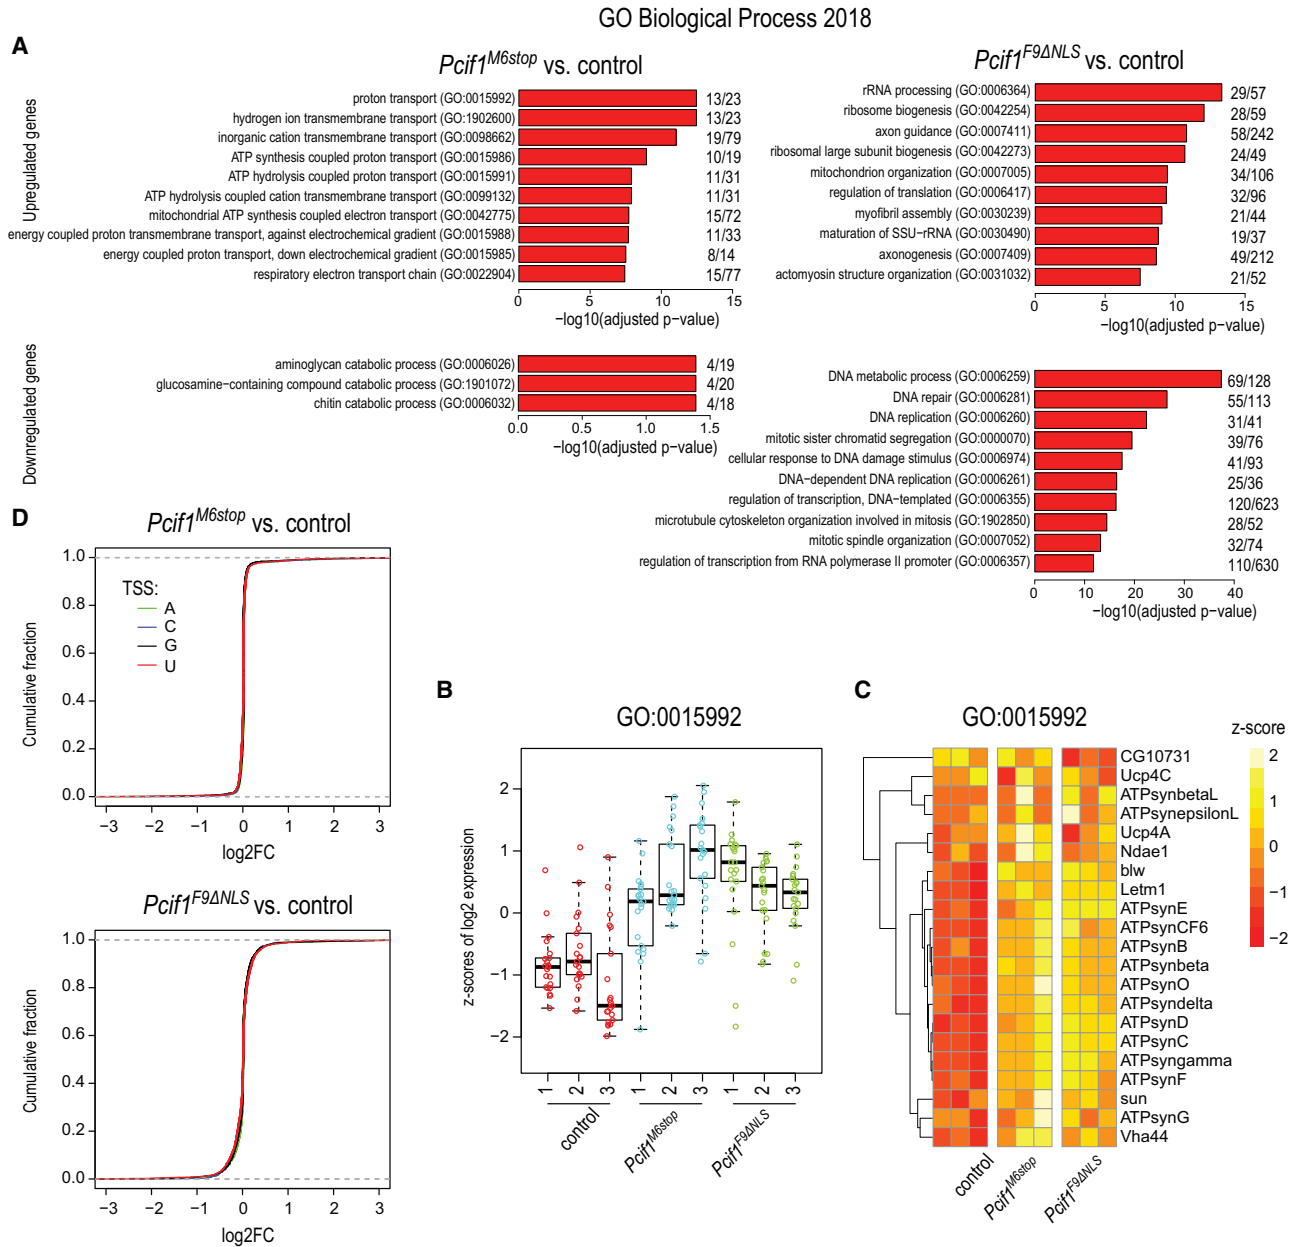 GO Biological Process 2018
A
Pcif1M6stop vs. control
Upregulated genes
proton transport (GO:0015992) 13/23
hydrogen ion transmembrane transport (GO:1902600) 13/23
inorganic cation transmembrane transport (GO:0098662) 19/79
ATP synthesis coupled proton transport (GO:0015986) 10/19
ATP hydrolysis coupled proton transport (GO:0015991) 11/31
ATP hydrolysis coupled cation transmembrane transport (GO:0099132) 11/31
mitochondrial ATP synthesis coupled electron transport (GO:0042775) 15/72
energy coupled proton transmembrane transport, against electrochemical gradient (GO:0015988) 11/33
energy coupled proton transport, down electrochemical gradient (GO:0015985) 8/14
respiratory electron transport chain (GO:0022904) 15/77
0 5 10 15
−log10(adjusted p−value)
Pcif1F9ΔNLS vs. control
rRNA processing (GO:0006364) 29/57
ribosome biogenesis (GO:0042254) 28/59
axon guidance (GO:0007411) 58/242
ribosomal large subunit biogenesis (GO:0042273) 24/49
mitochondrion organization (GO:0007005) 34/106
regulation of translation (GO:0006417) 32/96
myofibril assembly (GO:0030239) 21/44
maturation of SSU−rRNA (GO:0030490) 19/37
axonogenesis (GO:0007409) 49/212
actomyosin structure organization (GO:0031032) 21/52
0 5 10 15
−log10(adjusted p−value)
Downregulated genes
aminoglycan catabolic process (GO:0006026) 4/19
glucosamine−containing compound catabolic process (GO:1901072) 4/20
chitin catabolic process (GO:0006032) 4/18
0.0 0.5 1.0 1.5
−log10(adjusted p−value)
DNA metabolic process (GO:0006259) 69/128
DNA repair (GO:0006281) 55/113
DNA replication (GO:0006260) 31/41
mitotic sister chromatid segregation (GO:0000070) 39/76
cellular response to DNA damage stimulus (GO:0006974) 41/93
DNA−dependent DNA replication (GO:0006261) 25/36
regulation of transcription, DNA−templated (GO:0006355) 120/623
microtubule cytoskeleton organization involved in mitosis (GO:1902850) 28/52
mitotic spindle organization (GO:0007052) 32/74
regulation of transcription from RNA polymerase II promoter (GO:0006357) 110/630
0 10 20 30 40
−log10(adjusted p−value)
D
Pcif1M6stop vs. control
Cumulative fraction
1.0
0.8
0.6
0.4
0.2
0.0
TSS:
A
C
G
U
−3 −2 −1 0 1 2 3
log2FC
Pcif1F9ΔNLS vs. control
Cumulative fraction
1.0
0.8
0.6
0.4
0.2
0.0
−3 −2 −1 0 1 2 3
log2FC
B
GO:0015992
z-scores of log2 expression
2
1
0
−1
−2
1 2 3 1 2 3 1 2 3
control
Pcif1M6stop
Pcif1F9ΔNLS
C
GO:0015992
z-score
2
1
0
−1
−2
CG10731
Ucp4C
ATPsynbetaL
ATPsynepsilonL
Ucp4A
Ndae1
blw
Letm1
ATPsynE
ATPsynCF6
ATPsynB
ATPsynbeta
ATPsynO
ATPsyndelta
ATPsynD
ATPsynC
ATPsyngamma
ATPsynF
sun
ATPsynG
Vha44
control
Pcif1M6stop
Pcif1F9ΔNLS